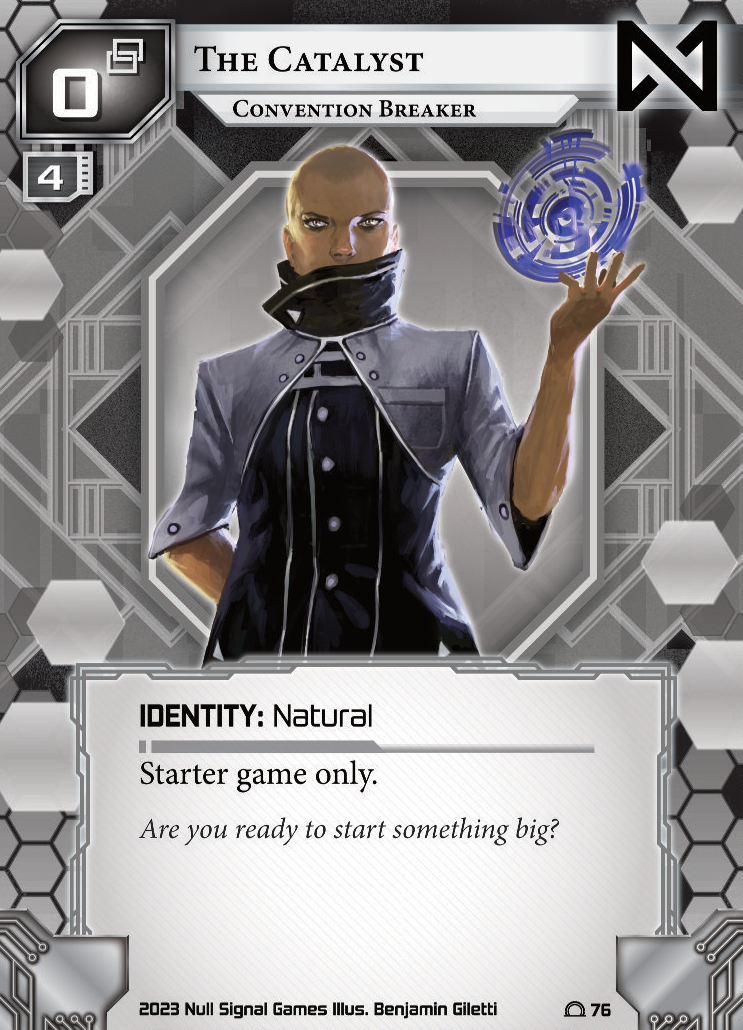 0
The Catalyst
Convention Breaker
4
IDENTITY: Natural
Starter game only.
Are you ready to start something big?
2023 Null Signal Games Illus. Benjamin Giletti
76